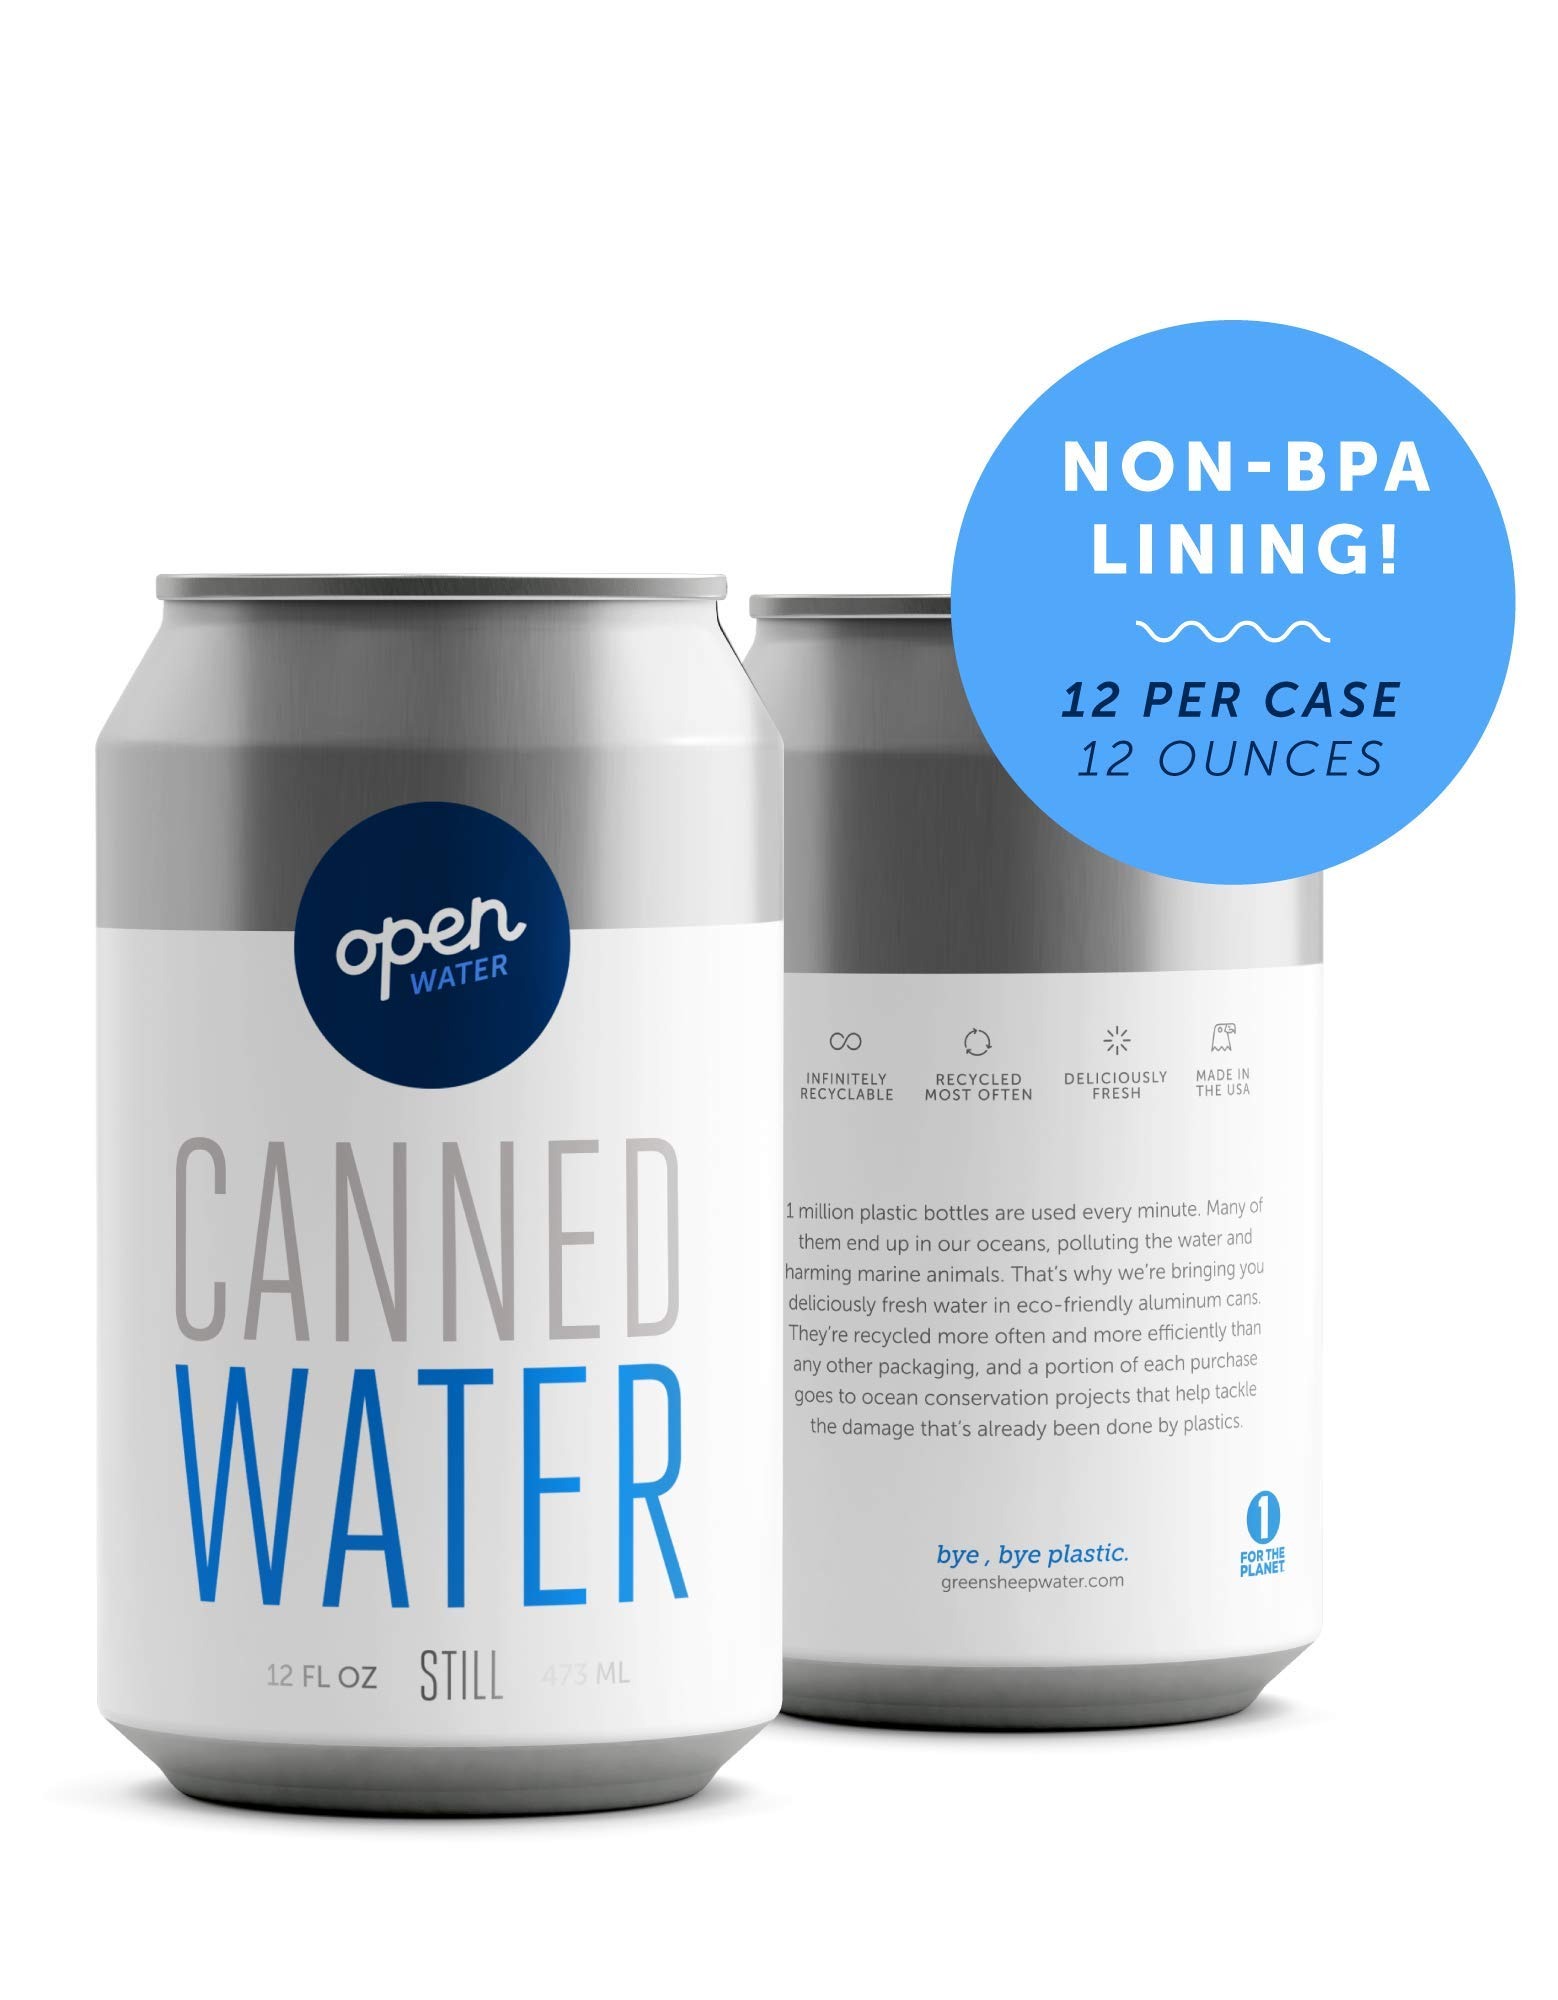 NON-BPA
LINING!
12 PER CASE
12 OUNCES
open
WATER
CANNED
WATER
12 FL OZ STILL 473 ML
INFINITELY
RECYCLABLE
RECYCLED
MOST OFTEN
DELICIOUSLY
FRESH
MADE IN
THE USA
1 million plastic bottles are used every minute. Many of
them end up in our oceans, polluting the water and
harming marine animals. That's why we're bringing you
deliciously fresh water in eco-friendly aluminum cans.
They're recycled more often and more efficiently than
any other packaging, and a portion of each purchase
goes to ocean conservation projects that help tackle
the damage that's already been done by plastics.
bye , bye plastic.
greensheepwater.com
1
FOR THE
PLANET